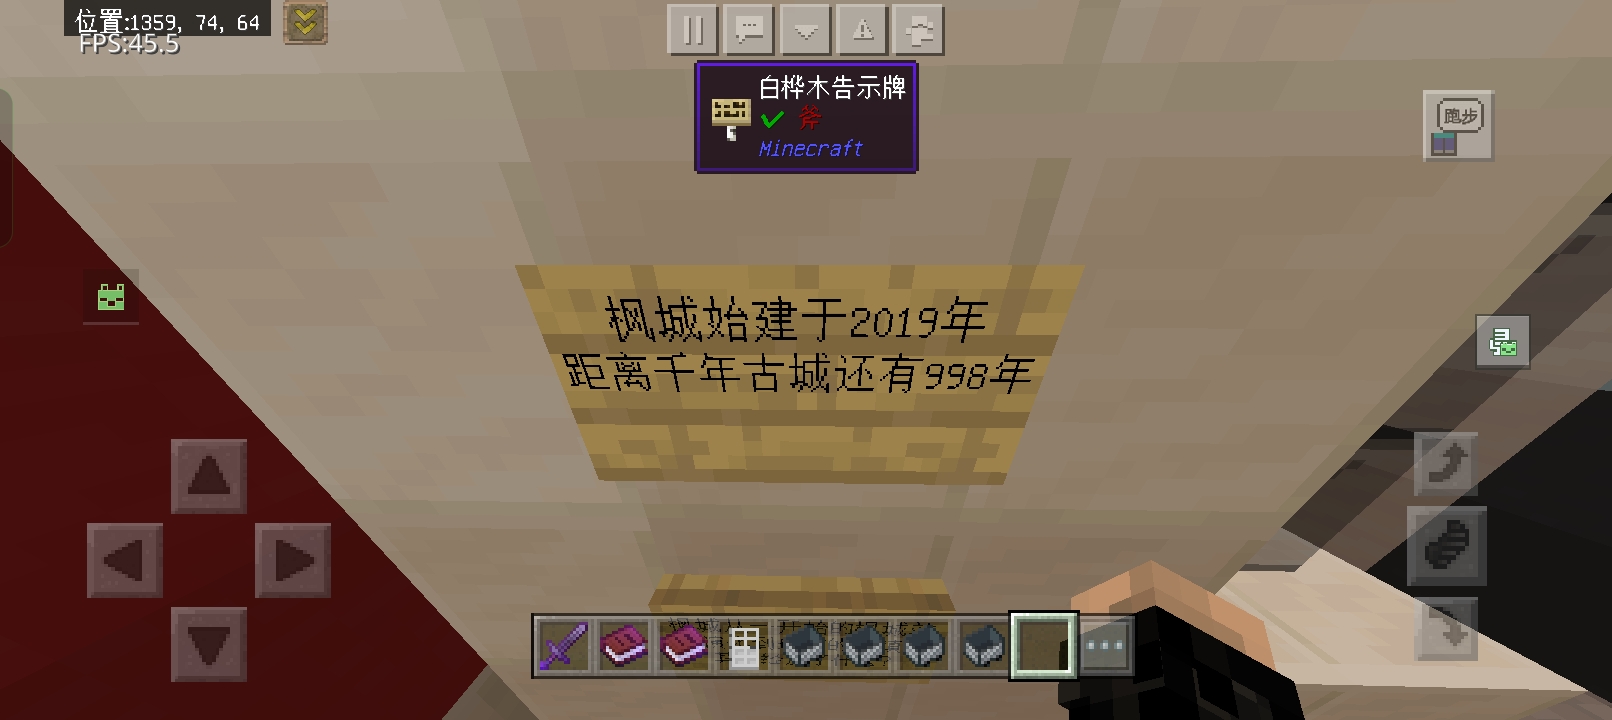 位置:1359, 74, 64
FPS:45.5
白桦木告示牌
斧
Minecraft
跑步
枫城始建于2019年
距离千年古城还有998年